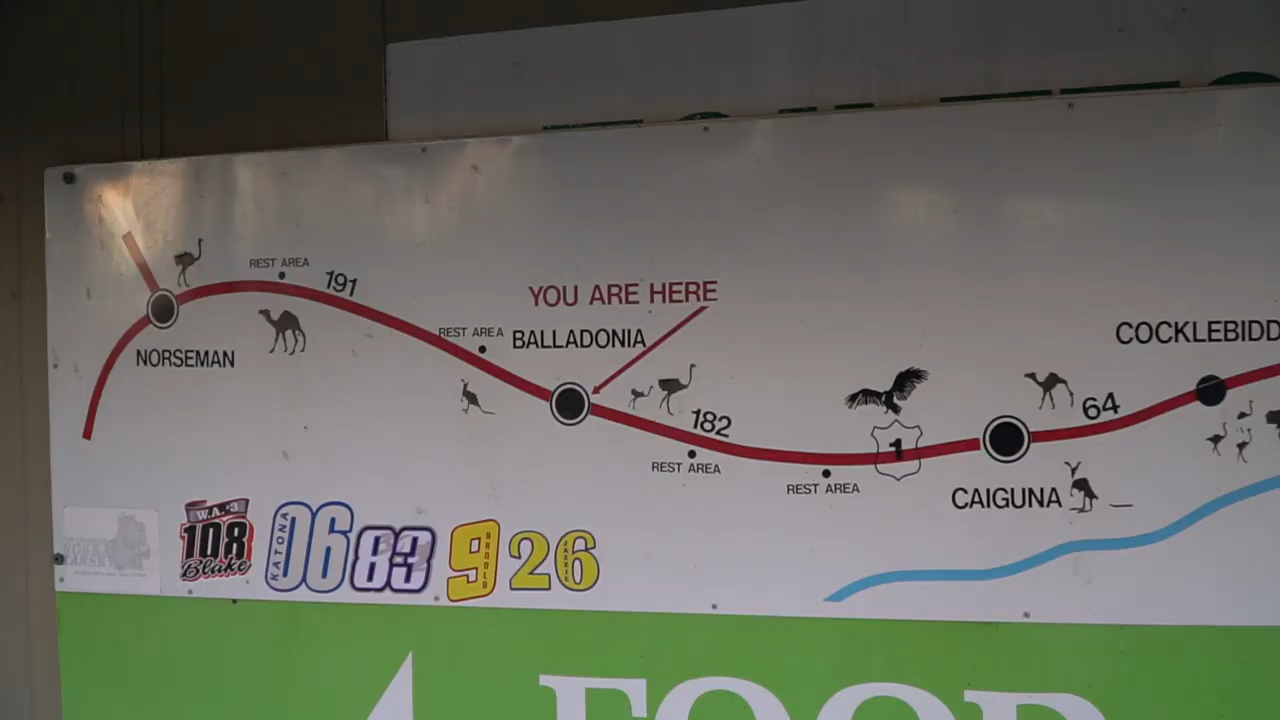 REST AREA
191
YOU ARE HERE
NORSEMAN
REST AREA
BALLADONIA
COCKLEBIDD
182
64
REST AREA
1
REST AREA
CAIGUNA
W.A. *3
108
Blake
KATONA
06
83
9
ARNOLD
26
FOOD